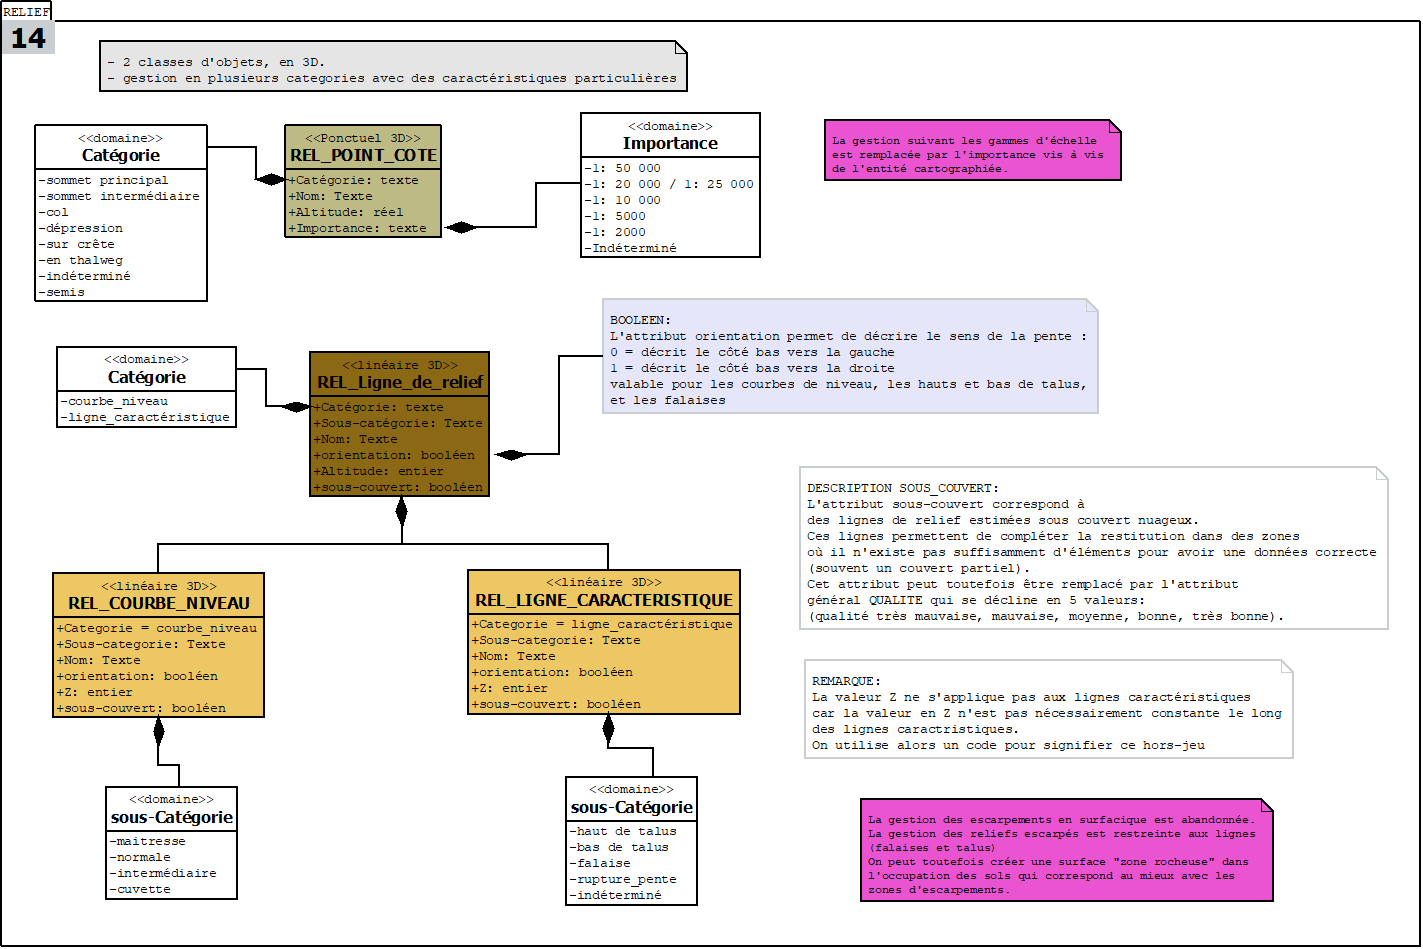 RELIEF
14
- 2 classes d'objets, en 3D.
- gestion en plusieurs categories avec des caractéristiques particulières
<<domaine>>
Catégorie
-sommet principal
-sommet intermédiaire
-col
-dépression
-sur crête
-en thalweg
-indéterminé
-semis
<<Ponctuel 3D>>
REL_POINT_COTE
+Catégorie: texte
+Nom: Texte
+Altitude: réel
+Importance: texte
<<domaine>>
Importance
-1: 50 000
-1: 20 000 / 1: 25 000
-1: 10 000
-1: 5000
-1: 2000
-Indéterminé
La gestion suivant les gammes d'échelle
est remplacée par l'importance vis à vis
de l'entité cartographiée.
<<domaine>>
Catégorie
-courbe_niveau
-ligne_caractéristique
<<linéaire 3D>>
REL_Ligne_de_relief
+Catégorie: texte
+Sous-catégorie: Texte
+Nom: Texte
+orientation: booléen
+Altitude: entier
+sous-couvert: booléen
BOOLEEN:
L'attribut orientation permet de décrire le sens de la pente :
0 = décrit le côté bas vers la gauche
1 = décrit le côté bas vers la droite
valable pour les courbes de niveau, les hauts et bas de talus,
et les falaises
DESCRIPTION SOUS_COUVERT:
L'attribut sous-couvert correspond à
des lignes de relief estimées sous couvert nuageux.
Ces lignes permettent de compléter la restitution dans des zones
où il n'existe pas suffisamment d'éléments pour avoir une données correcte
(souvent un couvert partiel).
Cet attribut peut toutefois être remplacé par l'attribut
général QUALITE qui se décline en 5 valeurs:
(qualité très mauvaise, mauvaise, moyenne, bonne, très bonne).
<<linéaire 3D>>
REL_COURBE_NIVEAU
+Categorie = courbe_niveau
+Sous-categorie: Texte
+Nom: Texte
+orientation: booléen
+Z: entier
+sous-couvert: booléen
<<linéaire 3D>>
REL_LIGNE_CARACTERISTIQUE
+Categorie = ligne_caractéristique
+Sous-categorie: Texte
+Nom: Texte
+orientation: booléen
+Z: entier
+sous-couvert: booléen
REMARQUE:
La valeur Z ne s'applique pas aux lignes caractéristiques
car la valeur en Z n'est pas nécessairement constante le long
des lignes caractristiques.
On utilise alors un code pour signifier ce hors-jeu
<<domaine>>
sous-Catégorie
-maitresse
-normale
-intermédiaire
-cuvette
<<domaine>>
sous-Catégorie
-haut de talus
-bas de talus
-falaise
-rupture_pente
-indéterminé
La gestion des escarpements en surfacique est abandonnée.
La gestion des reliefs escarpés est restreinte aux lignes
(falaises et talus)
On peut toutefois créer une surface "zone rocheuse" dans
l'occupation des sols qui correspond au mieux avec les
zones d'escarpements.